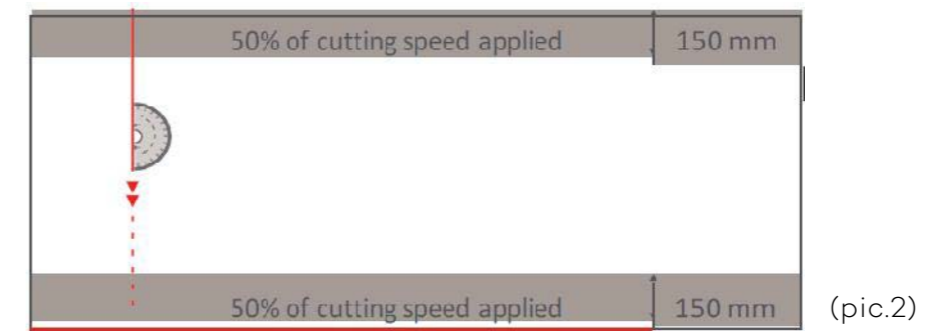 50% of cutting speed applied 150 mm
50% of cutting speed applied 150 mm
(pic.2)